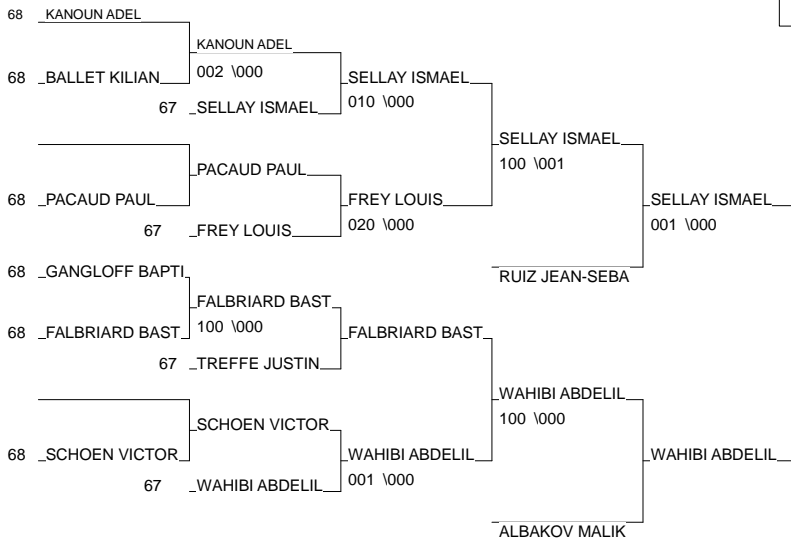 68 KANOUN ADEL
KANOUN ADEL
002 \000
68 BALLET KILIAN
SELLAY ISMAEL
010 \000
67 SELLAY ISMAEL
SELLAY ISMAEL
100 \001
PACAUD PAUL
68 PACAUD PAUL
FREY LOUIS
020 \000
67 FREY LOUIS
SELLAY ISMAEL
001 \000
68 GANGLOFF BAPTI
RUIZ JEAN-SEBA
FALBRIARD BAST
100 \000
68 FALBRIARD BAST
FALBRIARD BAST
67 TREFFE JUSTIN
WAHIBI ABDELIL
100 \000
SCHOEN VICTOR
68 SCHOEN VICTOR
WAHIBI ABDELIL
001 \000
WAHIBI ABDELIL
67 WAHIBI ABDELIL
ALBAKOV MALIK